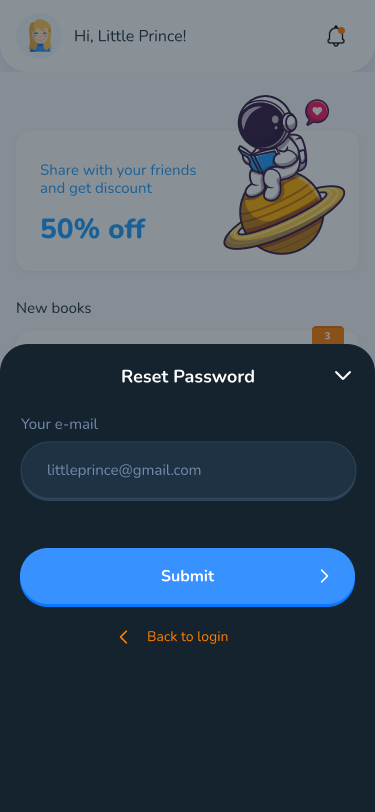 Hi, Little Prince!
Share with your friends
and get discount
50% off
New books
3
Reset Password
Your e-mail
littleprince@gmail.com
Submit
Back to login